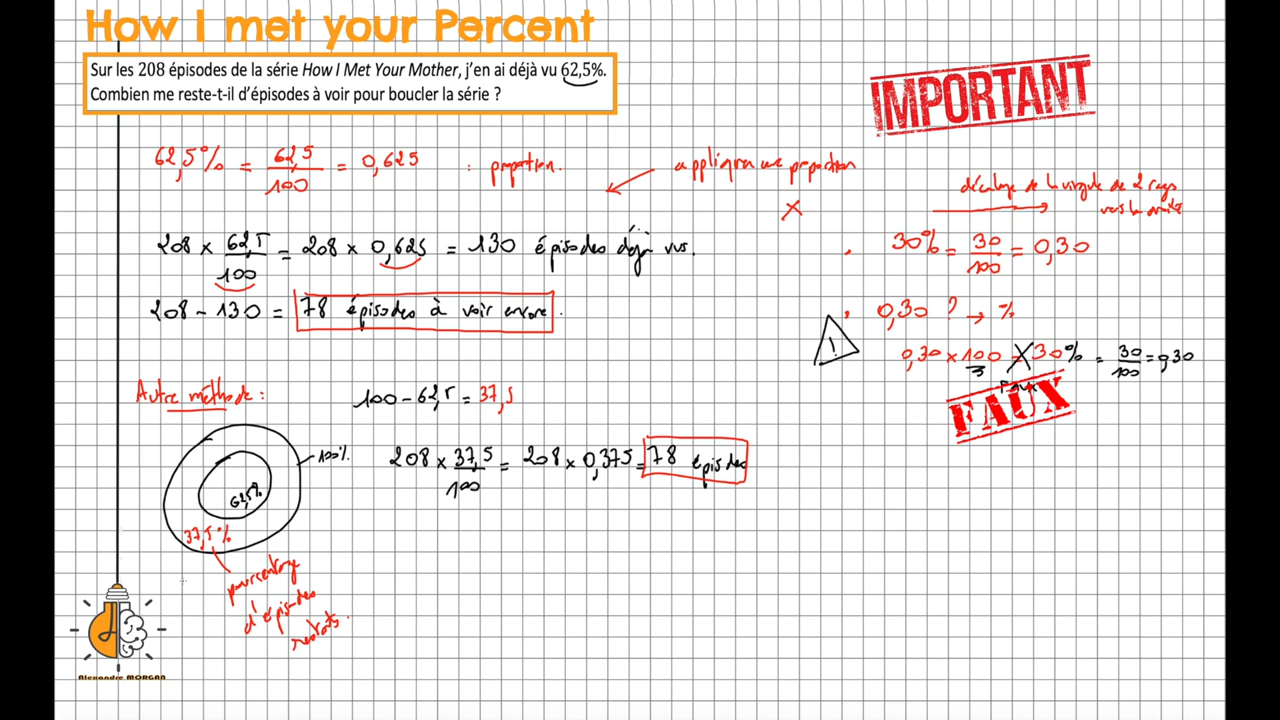 How I met your Percent
Sur les 208 épisodes de la série How I Met Your Mother, j'en ai déjà vu 62,5%.
Combien me reste-t-il d'épisodes à voir pour boucler la série ?
IMPORTANT
62,5% = 62,5/100 = 0,625 : proportion.
appliquer une proportion
×
décalage de la virgule de 2 rangs
vers la droite
208 × 62,5/100 = 208 × 0,625 = 130 épisodes déjà vus.
30% = 30/100 = 0,30
208 - 130 = 78 épisodes à voir encore.
0,30 ? → %
!
0,30 × 100 = 30% = 30/100 = 0,30
FAUX
Autre méthode :
100 - 62,5 = 37,5
100%
62,5%
37,5%
208 × 37,5/100 = 208 × 0,375 = 78 épisodes
pourcentage
d'épisodes
restants.
Alexandre MORGAN